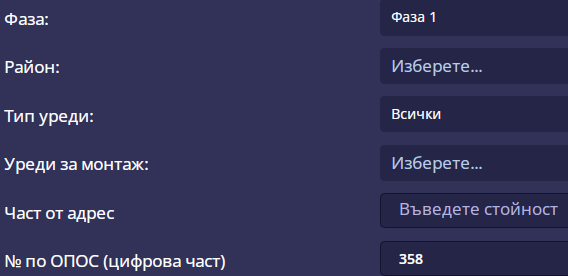 Фаза: Фаза 1
Район: Изберете...
Тип уреди: Всички
Уреди за монтаж: Изберете...
Част от адрес Въведете стойност
№ по ОПОС (цифрова част) 358